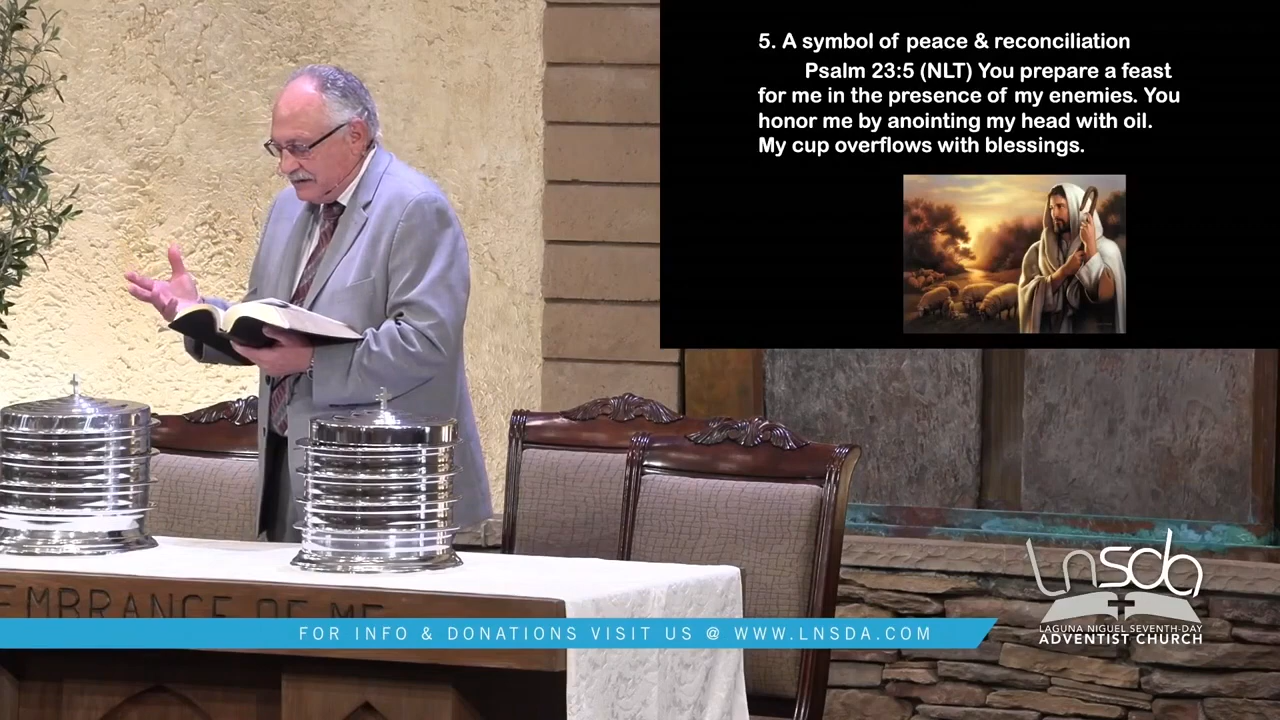 5. A symbol of peace & reconciliation
Psalm 23:5 (NLT) You prepare a feast
for me in the presence of my enemies. You
honor me by anointing my head with oil.
My cup overflows with blessings.
EMBRANCE OF ME
FOR INFO & DONATIONS VISIT US @ WWW.LNSDA.COM
LNSDA
LAGUNA NIGUEL SEVENTH-DAY
ADVENTIST CHURCH